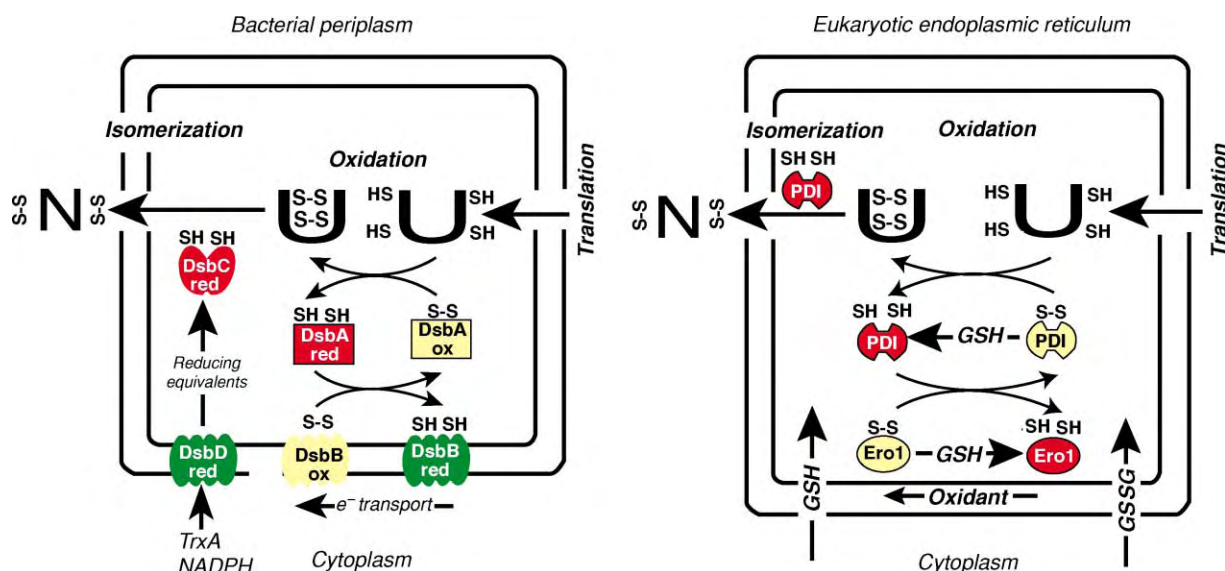 Bacterial periplasm
Isomerization
Oxidation
Translation
S-S
N
S-S
S-S
S-S
U
HS
HS
U
SH
SH
SH SH
DsbC
red
SH SH
DsbA
red
S-S
DsbA
ox
Reducing
equivalents
S-S
SH SH
DsbD
red
DsbB
ox
DsbB
red
e– transport
TrxA
NADPH
Cytoplasm
Eukaryotic endoplasmic reticulum
Isomerization
Oxidation
Translation
SH SH
PDI
S-S
N
S-S
S-S
S-S
U
HS
HS
U
SH
SH
SH SH
PDI
GSH
S-S
PDI
S-S
Ero1
GSH
SH SH
Ero1
GSH
Oxidant
GSSG
Cytoplasm